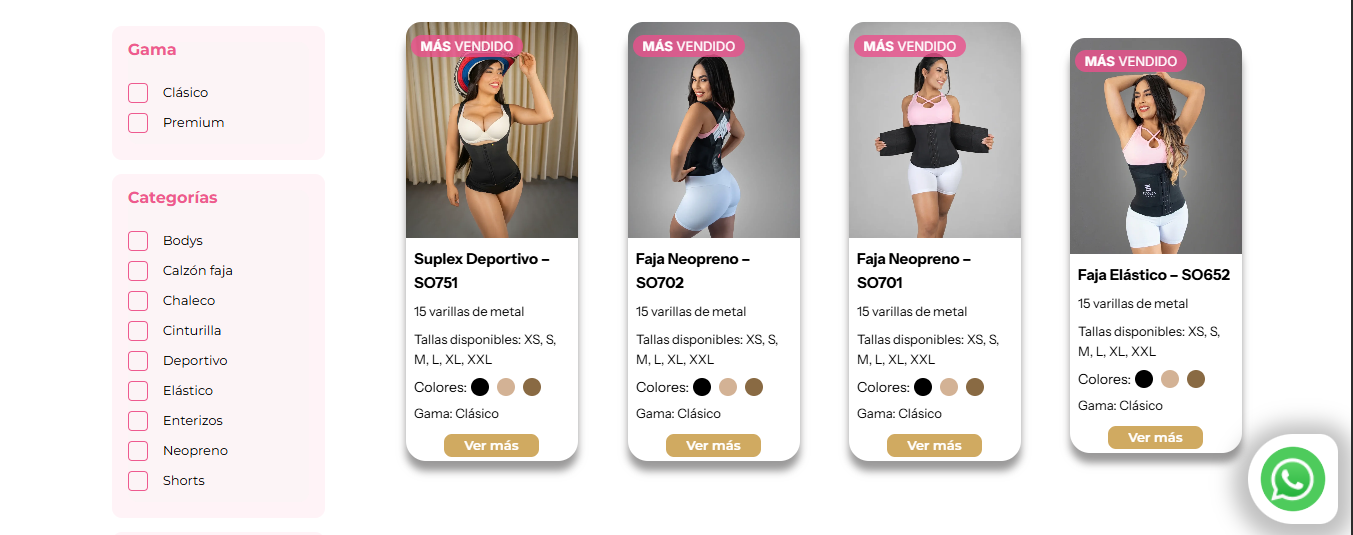 Gama
Clásico
Premium
Categorías
Bodys
Calzón faja
Chaleco
Cinturilla
Deportivo
Elástico
Enterizos
Neopreno
Shorts
MÁS VENDIDO
Suplex Deportivo –
SO751
15 varillas de metal
Tallas disponibles: XS, S,
M, L, XL, XXL
Colores:
Gama: Clásico
Ver más
MÁS VENDIDO
Faja Neopreno –
SO702
15 varillas de metal
Tallas disponibles: XS, S,
M, L, XL, XXL
Colores:
Gama: Clásico
Ver más
MÁS VENDIDO
Faja Neopreno –
SO701
15 varillas de metal
Tallas disponibles: XS, S,
M, L, XL, XXL
Colores:
Gama: Clásico
Ver más
MÁS VENDIDO
Faja Elástico – SO652
15 varillas de metal
Tallas disponibles: XS, S,
M, L, XL, XXL
Colores:
Gama: Clásico
Ver más